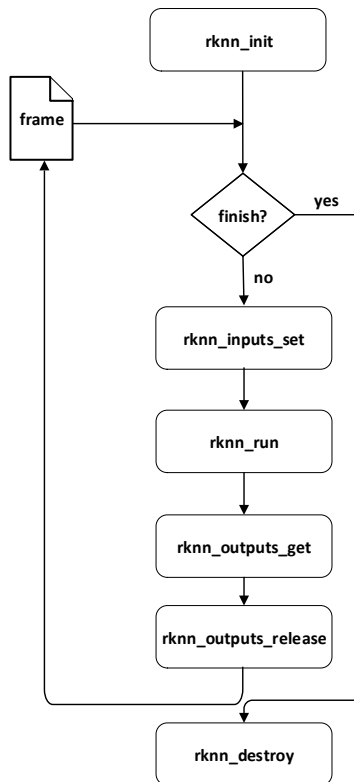 rknn_init
frame
finish?
yes
no
rknn_inputs_set
rknn_run
rknn_outputs_get
rknn_outputs_release
rknn_destroy